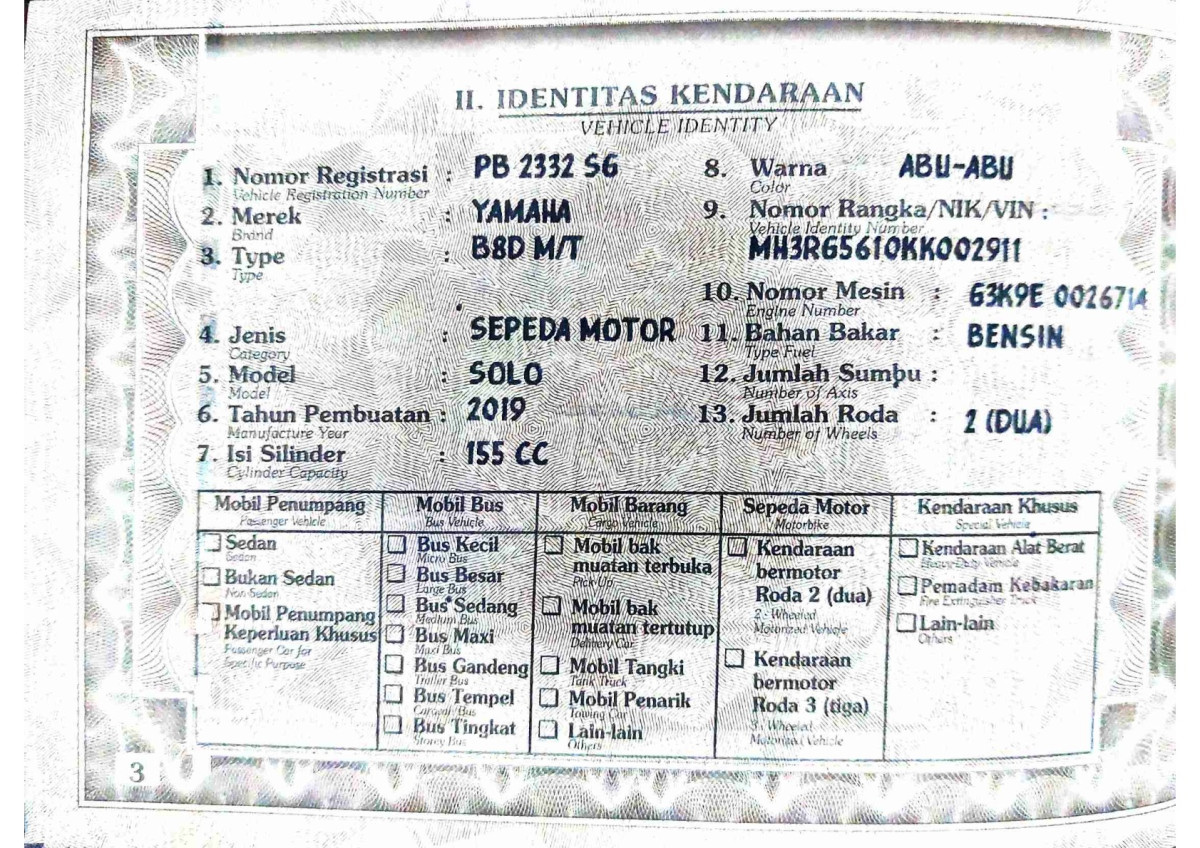 II. IDENTITAS KENDARAAN
VEHICLE IDENTITY
1. Nomor Registrasi : PB 2332 SG
Vehicle Registration Number
2. Merek : YAMAHA
Brand
3. Type : B8D M/T
Type
4. Jenis : SEPEDA MOTOR
Category
5. Model : SOLO
Model
6. Tahun Pembuatan : 2019
Manufacture Year
7. Isi Silinder : 155 CC
Cylinder Capacity
8. Warna ABU-ABU
Color
9. Nomor Rangka/NIK/VIN :
Vehicle Identity Number
MH3RG5610KK002911
10. Nomor Mesin : G3K9E 0026714
Engine Number
11. Bahan Bakar : BENSIN
Type Fuel
12. Jumlah Sumbu :
Number of Axis
13. Jumlah Roda : 2 (DUA)
Number of Wheels
Mobil Penumpang
Passenger Vehicle
Sedan
Sedan
Bukan Sedan
Non Sedan
Mobil Penumpang
Keperluan Khusus
Passenger Car for
Specific Purpose
Mobil Bus
Bus Vehicle
Bus Kecil
Micro Bus
Bus Besar
Large Bus
Bus Sedang
Medium Bus
Bus Maxi
Maxi Bus
Bus Gandeng
Trailer Bus
Bus Tempel
Caravan Bus
Bus Tingkat
Storey Bus
Mobil Barang
Cargo Vehicle
Mobil bak
muatan terbuka
Pick-Up
Mobil bak
muatan tertutup
Delivery Car
Mobil Tangki
Tank Truck
Mobil Penarik
Towing Car
Lain-lain
Others
Sepeda Motor
Motorbike
Kendaraan
bermotor
Roda 2 (dua)
2 - Wheeled
Motorized Vehicle
Kendaraan
bermotor
Roda 3 (tiga)
3 - Wheeled
Motorized Vehicle
Kendaraan Khusus
Special Vehicle
Kendaraan Alat Berat
Heavy-Duty Vehicle
Pemadam Kebakaran
Fire Extinguisher Truck
Lain-lain
Others
3